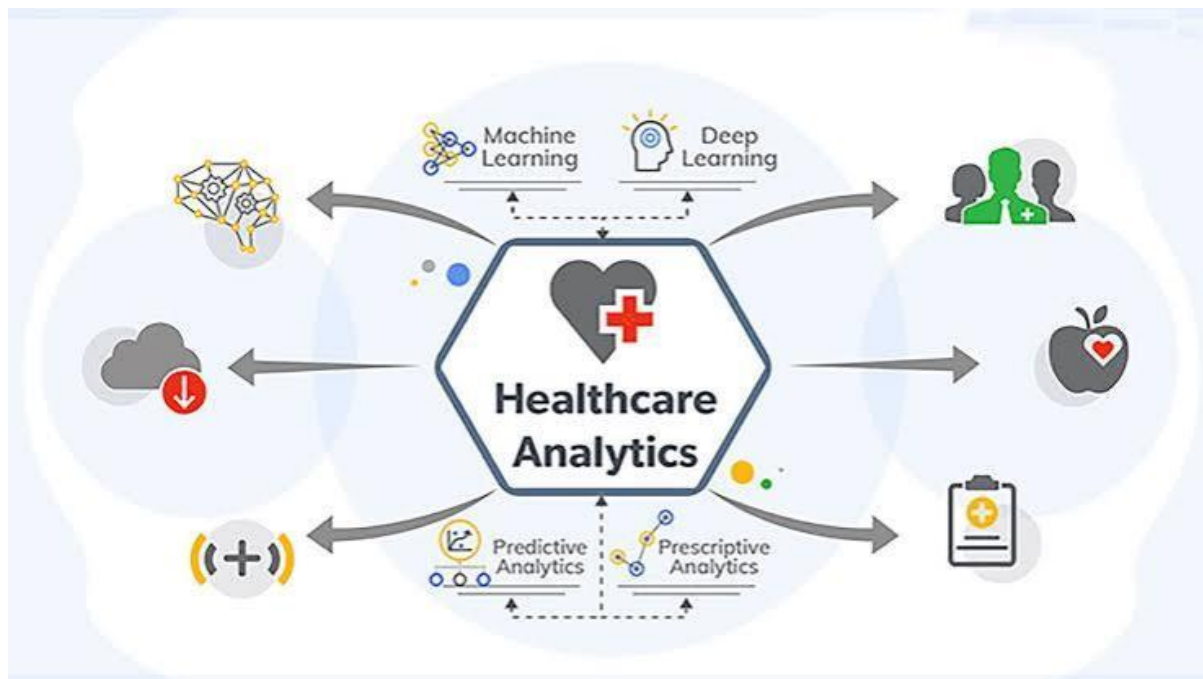 Machine
Learning
Deep
Learning
Healthcare
Analytics
Predictive
Analytics
Prescriptive
Analytics